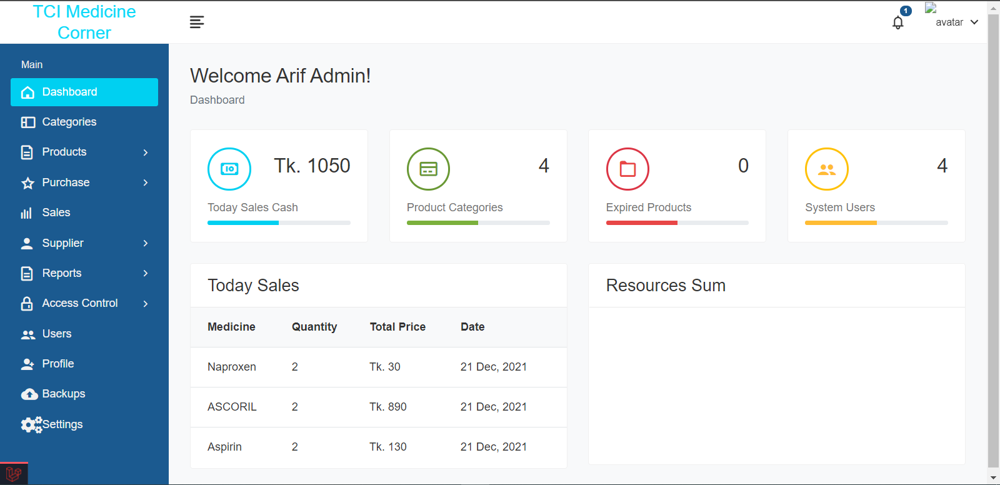 TCI Medicine
Corner
1
avatar
Main
Dashboard
Categories
Products
Purchase
Sales
Supplier
Reports
Access Control
Users
Profile
Backups
Settings
Welcome Arif Admin!
Dashboard
Tk. 1050
Today Sales Cash
4
Product Categories
0
Expired Products
4
System Users
Today Sales
Medicine Quantity Total Price Date
Naproxen 2 Tk. 30 21 Dec, 2021
ASCORIL 2 Tk. 890 21 Dec, 2021
Aspirin 2 Tk. 130 21 Dec, 2021
Resources Sum